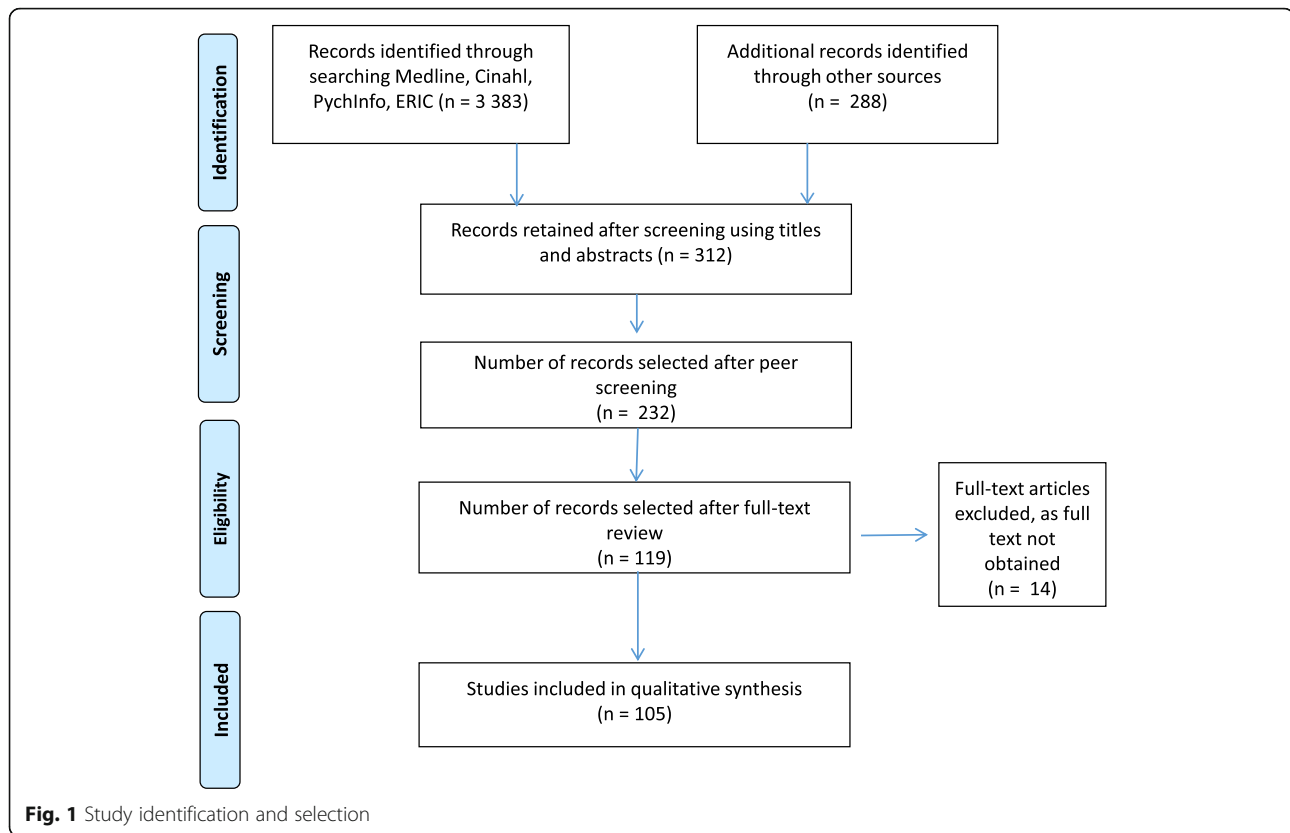 Identification
Records identified through
searching Medline, Cinahl,
PychInfo, ERIC (n = 3 383)
Additional records identified
through other sources
(n = 288)
Screening
Records retained after screening using titles
and abstracts (n = 312)
Number of records selected after peer
screening
(n = 232)
Eligibility
Number of records selected after full-text
review
(n = 119)
Full-text articles
excluded, as full
text not
obtained
(n = 14)
Included
Studies included in qualitative synthesis
(n = 105)
Fig. 1 Study identification and selection